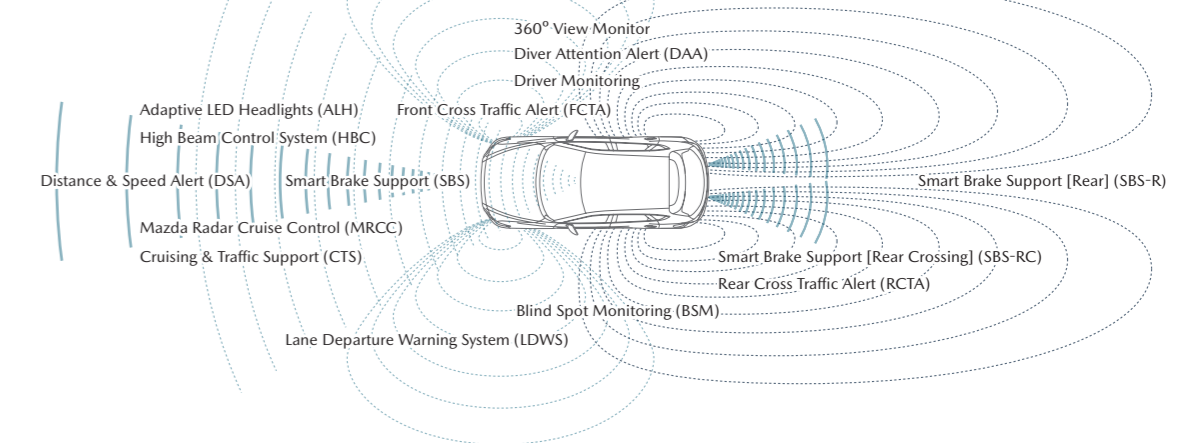 360º View Monitor
Diver Attention Alert (DAA)
Driver Monitoring
Adaptive LED Headlights (ALH)
Front Cross Traffic Alert (FCTA)
High Beam Control System (HBC)
Distance & Speed Alert (DSA)
Smart Brake Support (SBS)
Smart Brake Support [Rear] (SBS-R)
Mazda Radar Cruise Control (MRCC)
Cruising & Traffic Support (CTS)
Smart Brake Support [Rear Crossing] (SBS-RC)
Rear Cross Traffic Alert (RCTA)
Blind Spot Monitoring (BSM)
Lane Departure Warning System (LDWS)